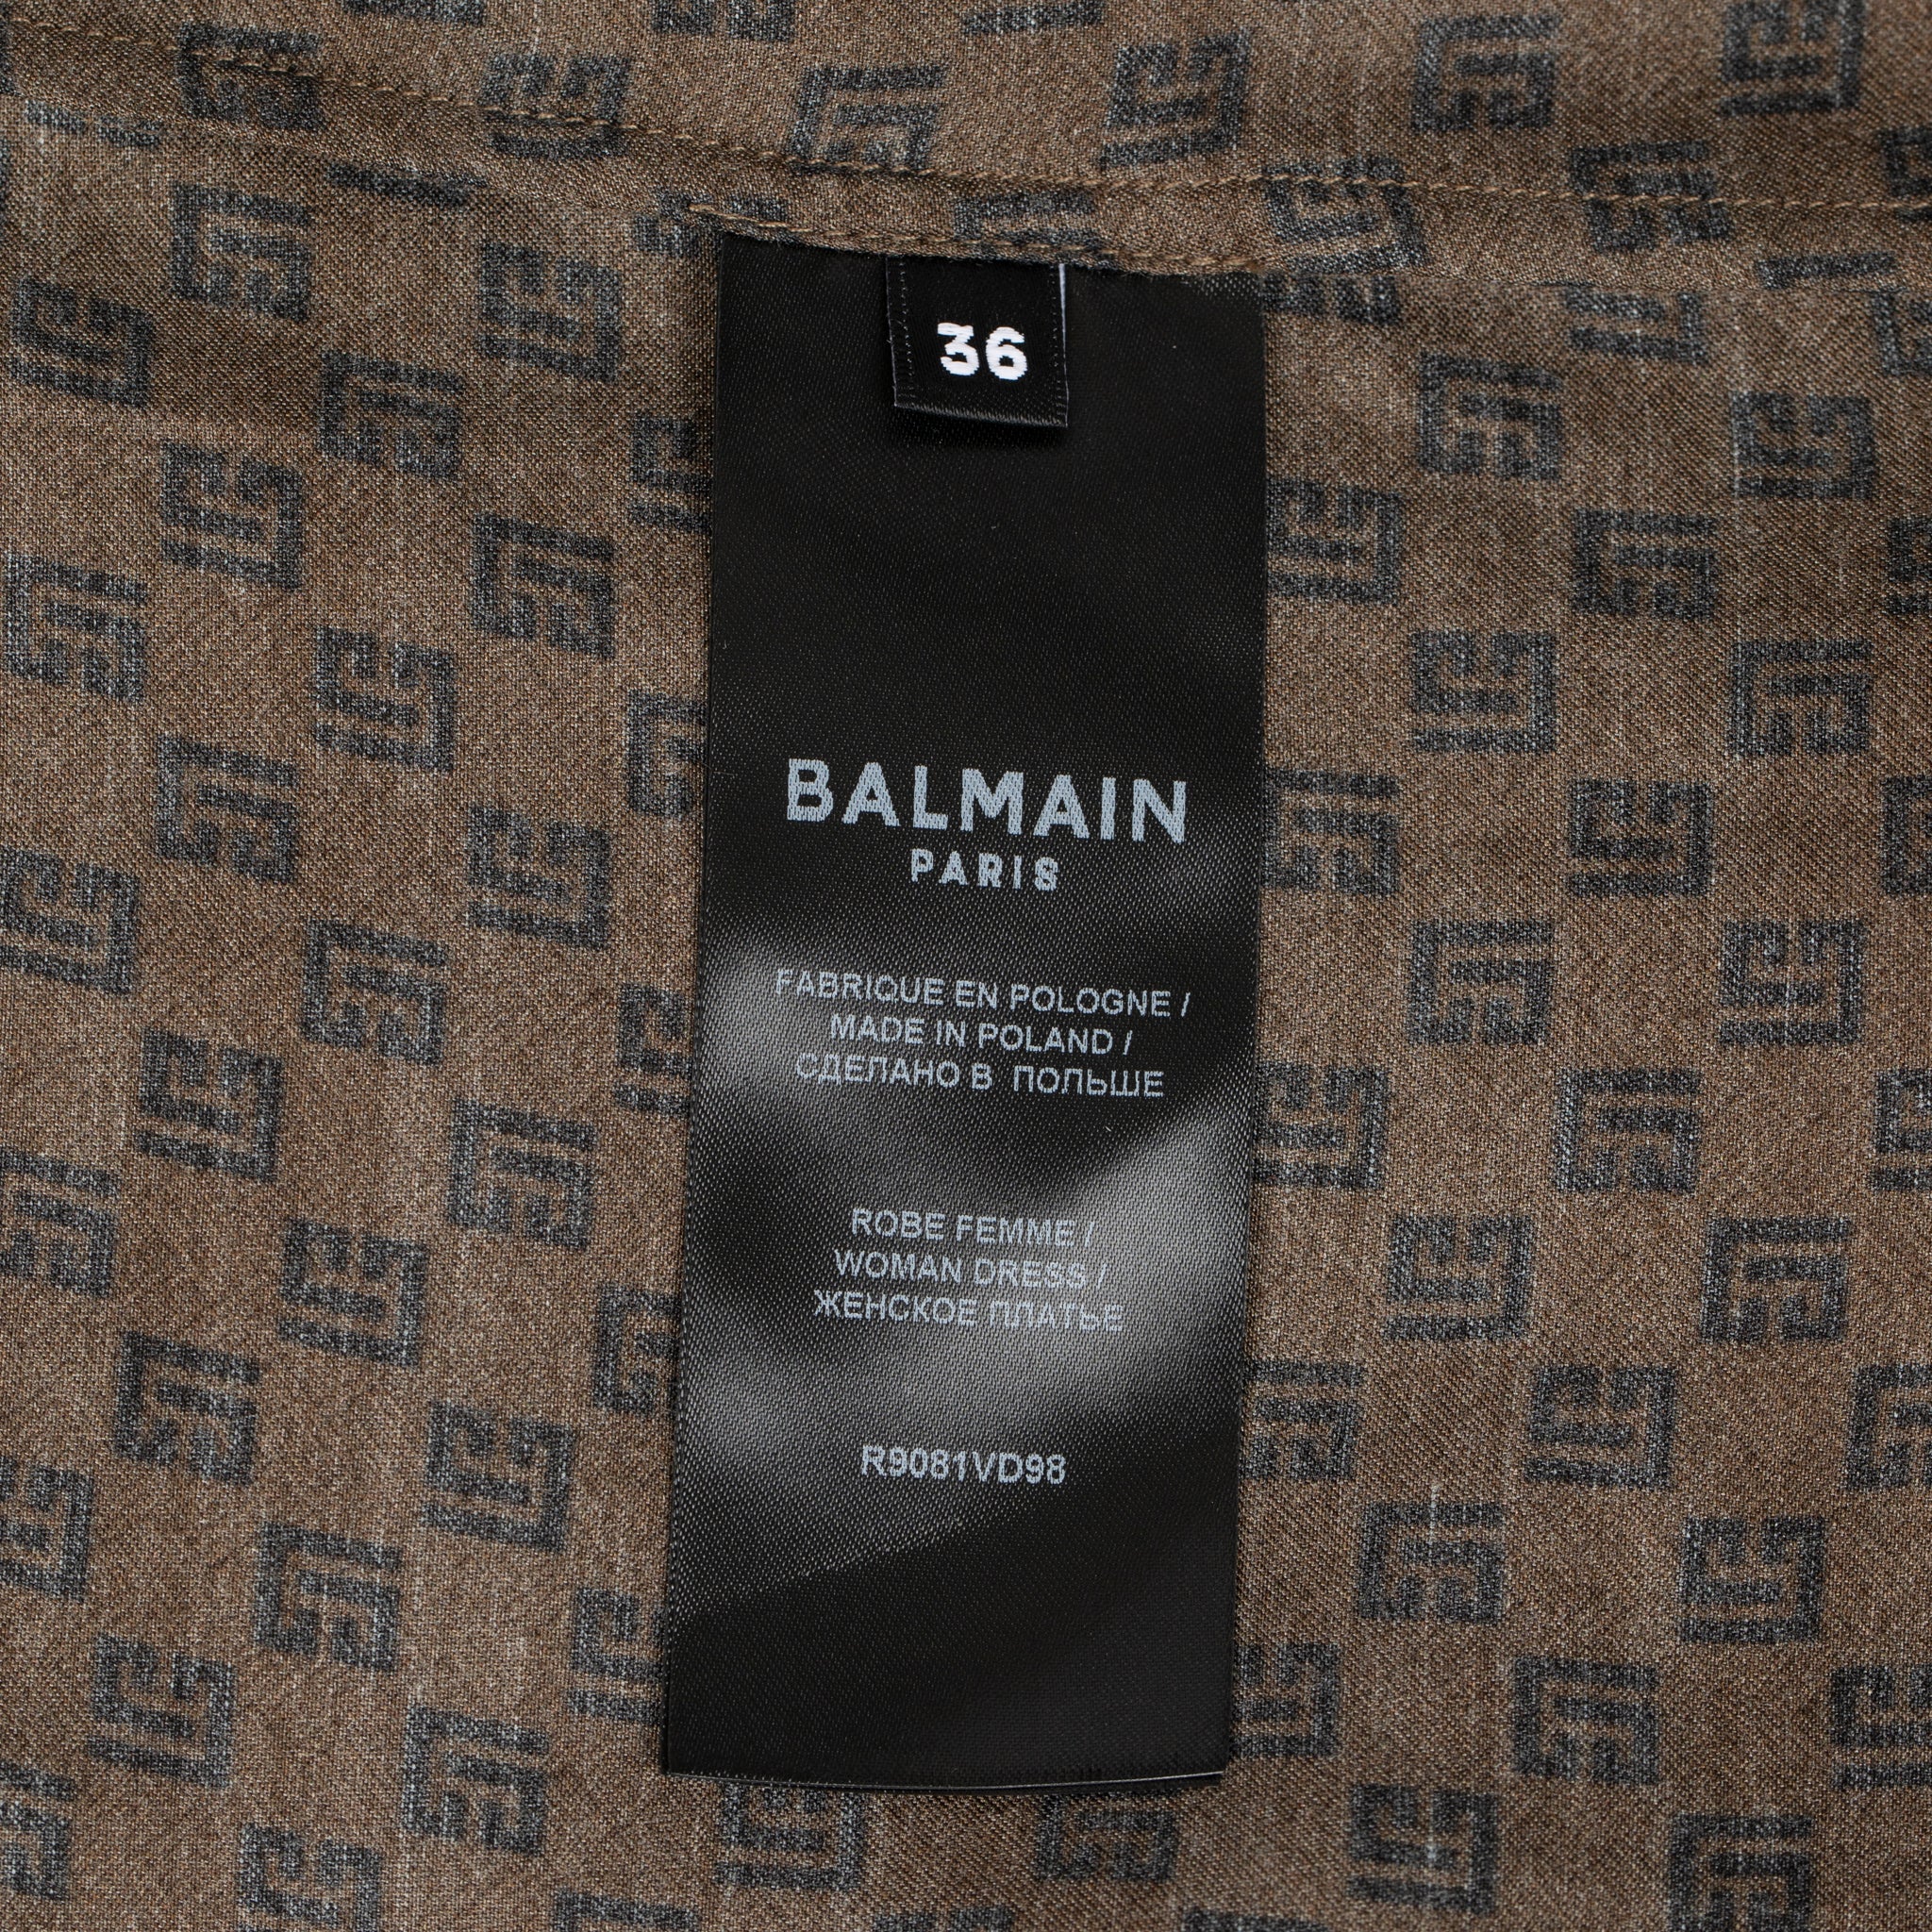 36
BALMAIN
PARIS
FABRIQUE EN POLOGNE /
MADE IN POLAND /
СДЕЛАНО В ПОЛЬШЕ
ROBE FEMME /
WOMAN DRESS /
ЖЕНСКОЕ ПЛАТЬЕ
R9081VD98